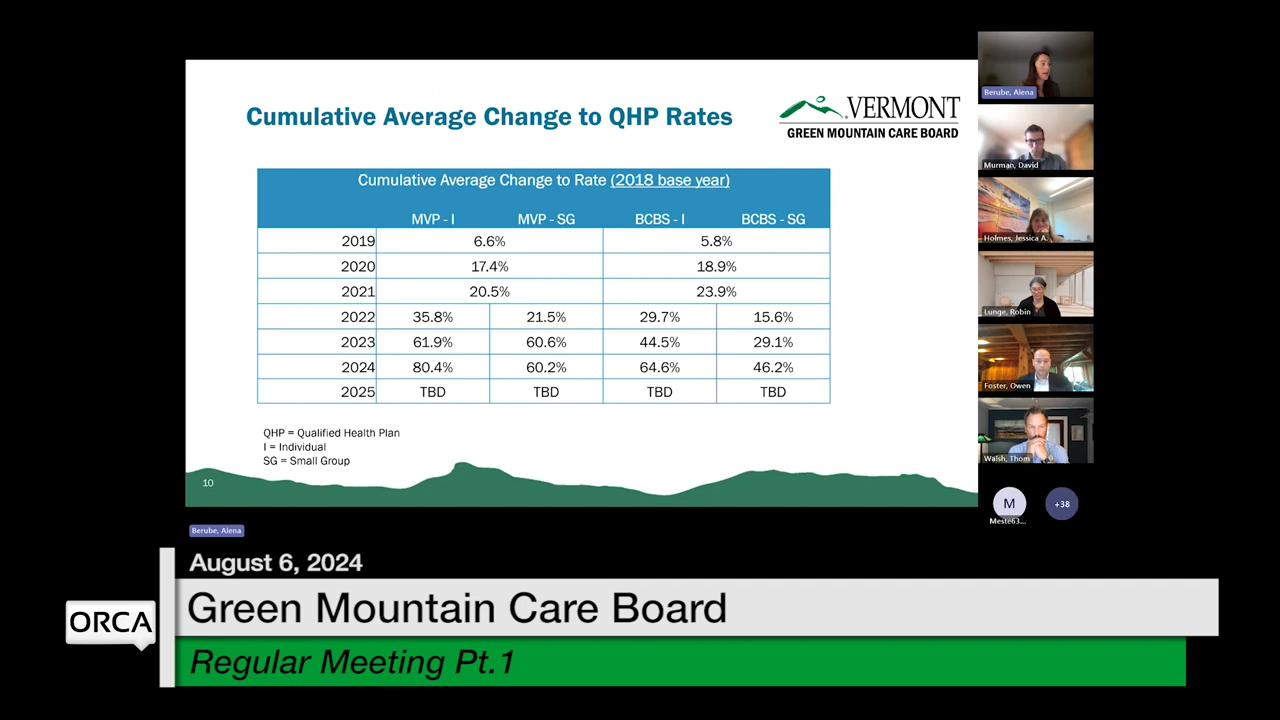 Cumulative Average Change to QHP Rates
VERMONT
GREEN MOUNTAIN CARE BOARD
Cumulative Average Change to Rate (2018 base year)
MVP - I MVP - SG BCBS - I BCBS - SG
2019 6.6% 5.8%
2020 17.4% 18.9%
2021 20.5% 23.9%
2022 35.8% 21.5% 29.7% 15.6%
2023 61.9% 60.6% 44.5% 29.1%
2024 80.4% 60.2% 64.6% 46.2%
2025 TBD TBD TBD TBD
QHP = Qualified Health Plan
I = Individual
SG = Small Group
10
Berube, Alena
Murman, David
Holmes, Jessica A.
Lunge, Robin
Foster, Owen
Walsh, Thom
M
+38
Meste63...
Berube, Alena
August 6, 2024
ORCA
Green Mountain Care Board
Regular Meeting Pt.1